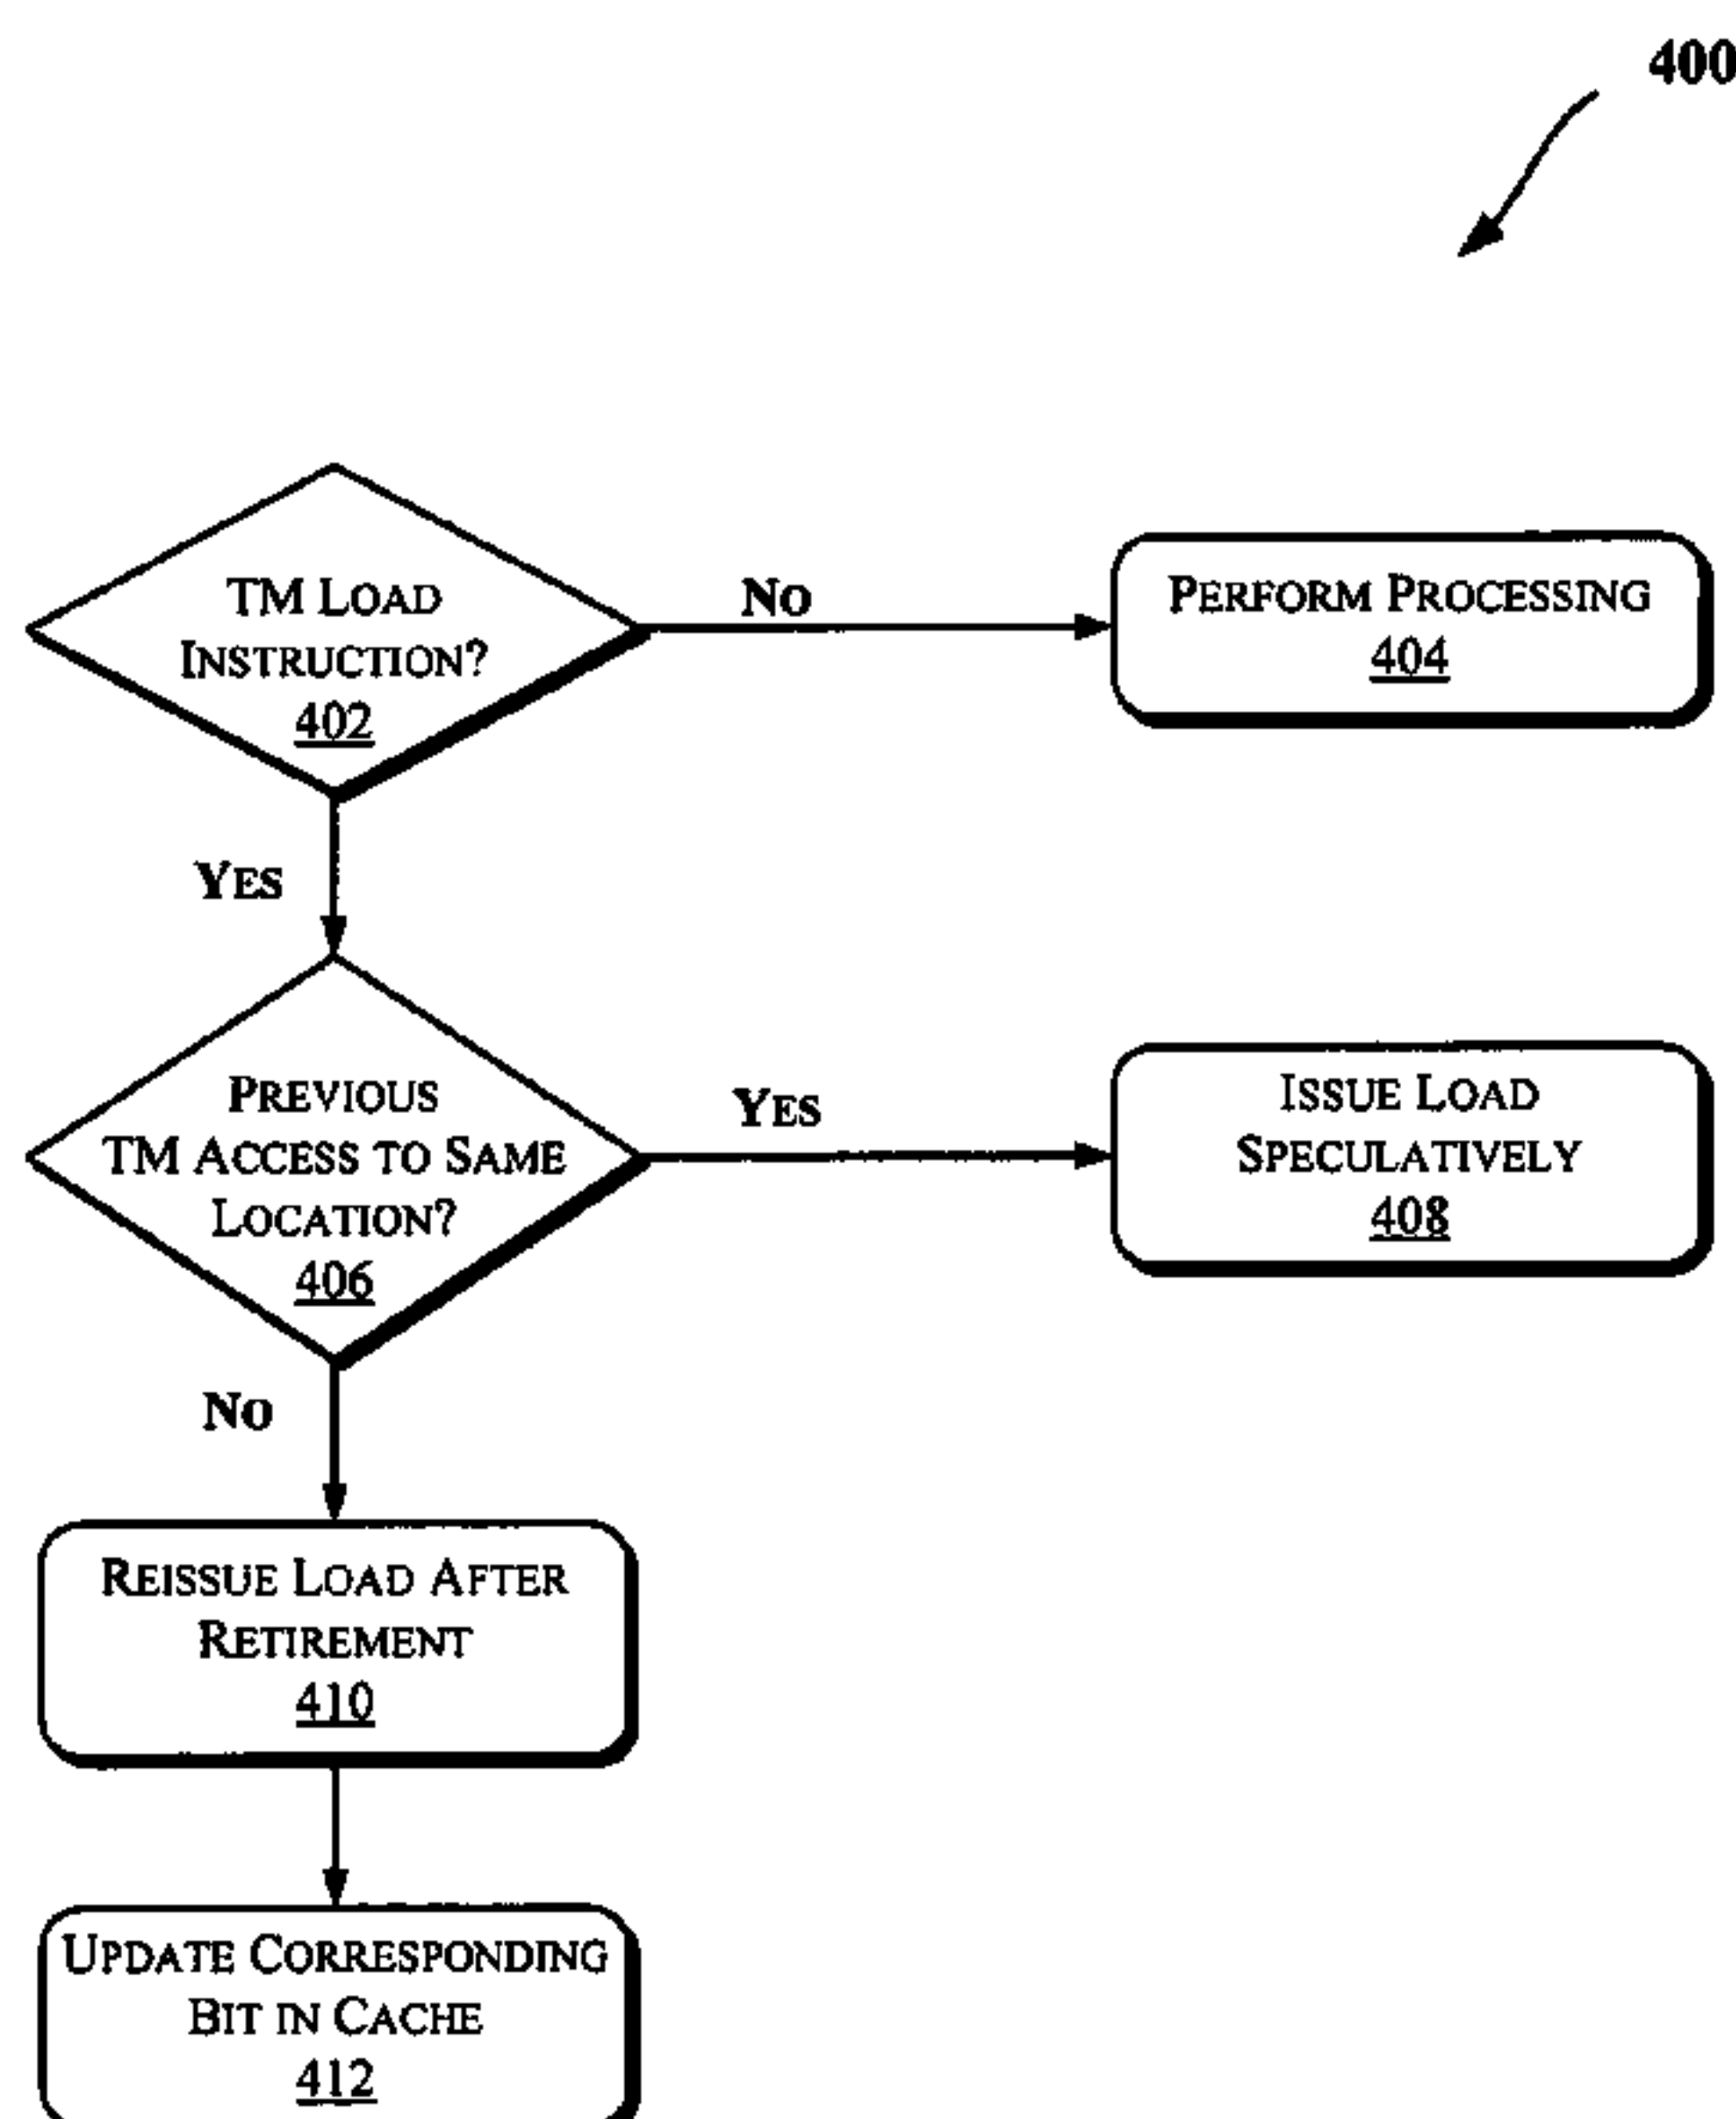 400
TM LOAD
INSTRUCTION?
402
NO
PERFORM PROCESSING
404
YES
PREVIOUS
TM ACCESS TO SAME
LOCATION?
406
YES
ISSUE LOAD
SPECULATIVELY
408
NO
REISSUE LOAD AFTER
RETIREMENT
410
UPDATE CORRESPONDING
BIT IN CACHE
412